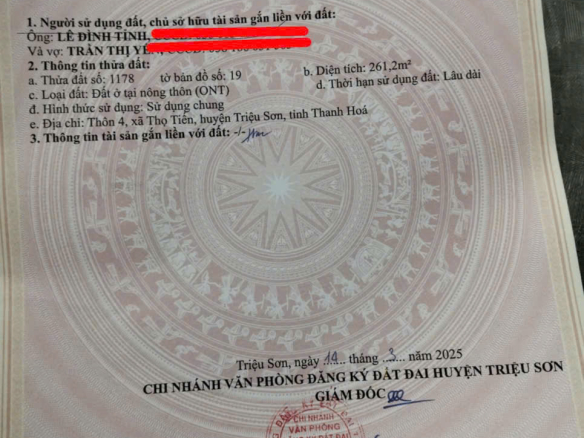 1. Người sử dụng đất, chủ sở hữu tài sản gắn liền với đất:
Ông: LÊ ĐÌNH TÍNH,
Và vợ: TRẦN THỊ YẾN,
2. Thông tin thửa đất:
a. Thửa đất số: 1178 tờ bản đồ số: 19 b. Diện tích: 261,2m²
c. Loại đất: Đất ở tại nông thôn (ONT) d. Thời hạn sử dụng đất: Lâu dài
đ. Hình thức sử dụng: Sử dụng chung
e. Địa chỉ: Thôn 4, xã Thọ Tiến, huyện Triệu Sơn, tỉnh Thanh Hoá
3. Thông tin tài sản gắn liền với đất: -/-
Triệu Sơn, ngày 14 tháng 3 năm 2025
CHI NHÁNH VĂN PHÒNG ĐĂNG KÝ ĐẤT ĐAI HUYỆN TRIỆU SƠN
GIÁM ĐỐC
CHI NHÁNH
VĂN PHÒNG